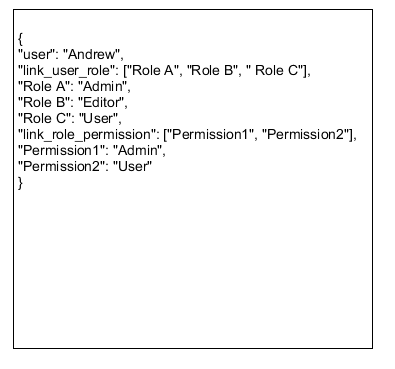 {
"user": "Andrew",
"link_user_role": ["Role A", "Role B", " Role C"],
"Role A": "Admin",
"Role B": "Editor",
"Role C": "User",
"link_role_permission": ["Permission1", "Permission2"],
"Permission1": "Admin",
"Permission2": "User"
}